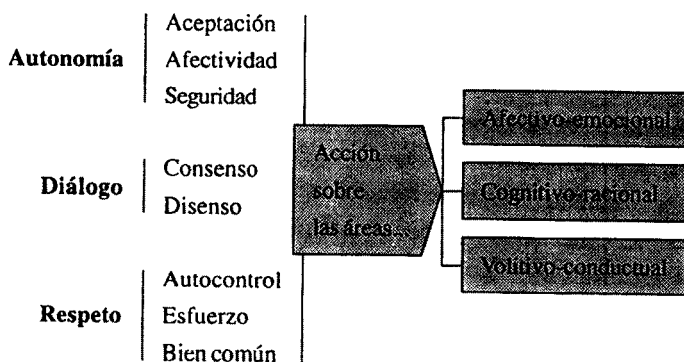 Autonomía
Aceptación
Afectividad
Seguridad
Diálogo
Consenso
Disenso
Respeto
Autocontrol
Esfuerzo
Bien común
Acción
sobre...
las áreas...
Afectivo-emocional
Cognitivo-racional
Volitivo-conductual